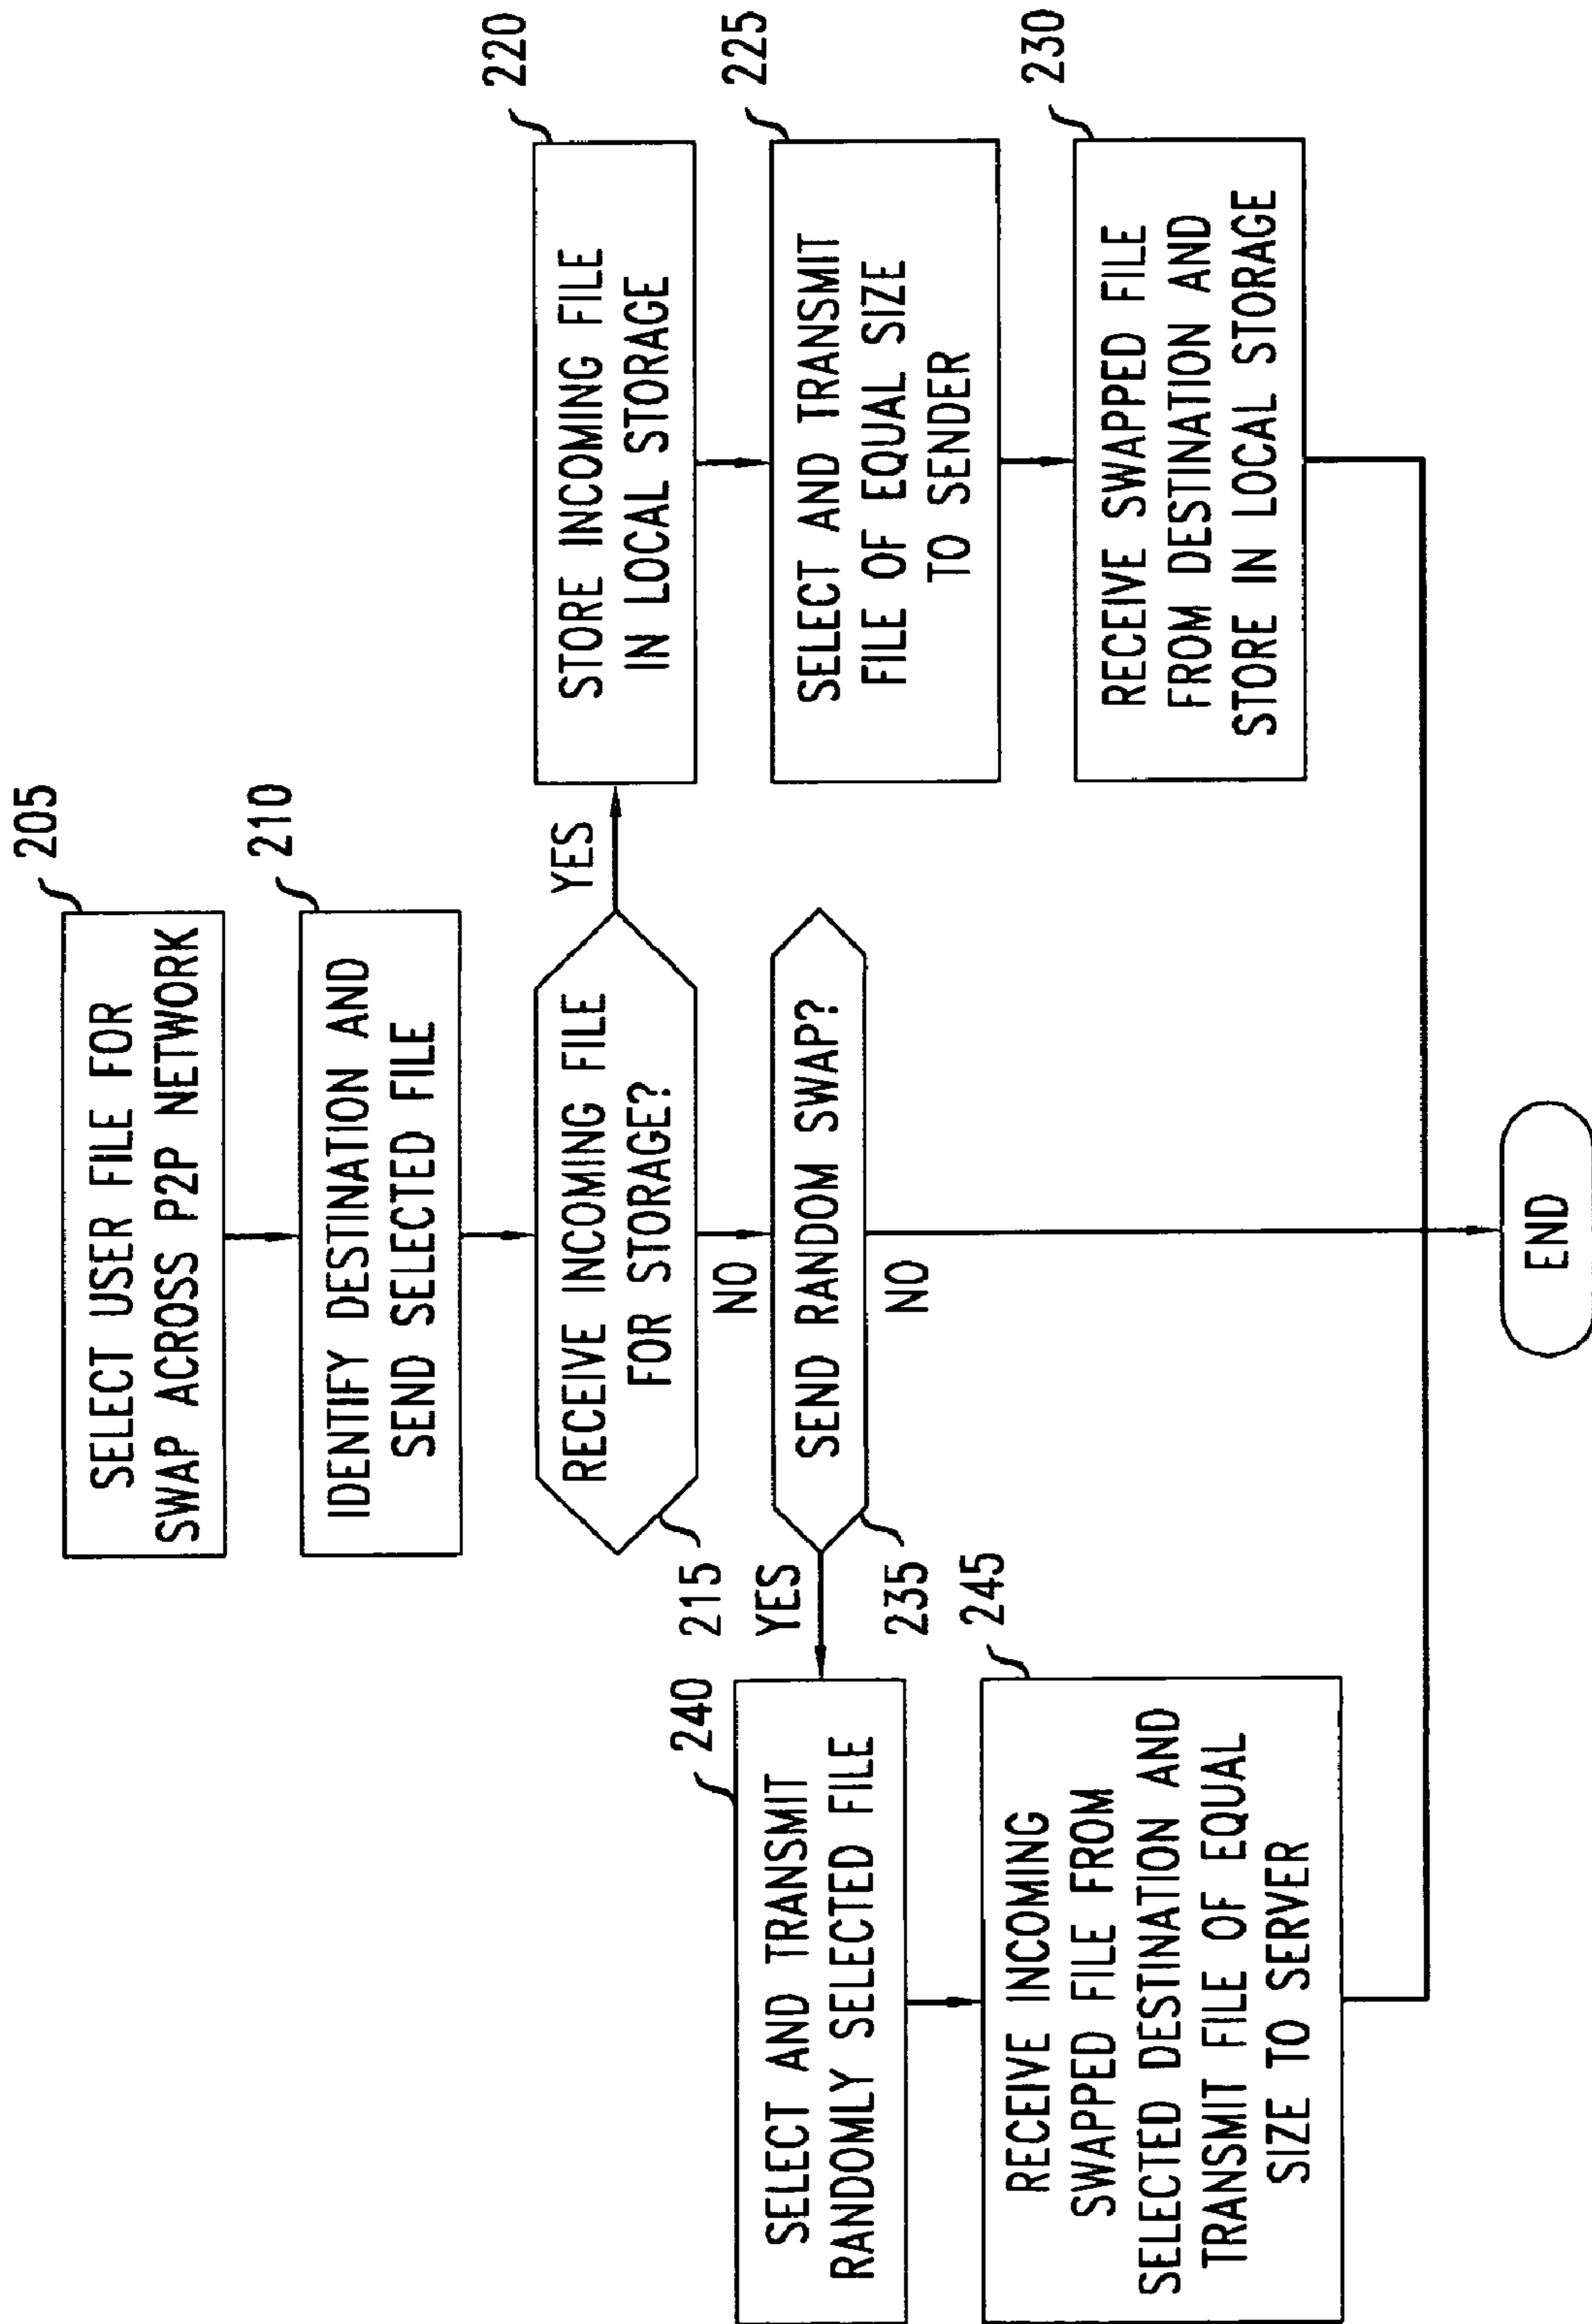 205
SELECT USER FILE FOR
SWAP ACROSS P2P NETWORK
210
IDENTIFY DESTINATION AND
SEND SELECTED FILE
215
RECEIVE INCOMING FILE
FOR STORAGE?
YES
NO
220
STORE INCOMING FILE
IN LOCAL STORAGE
225
SELECT AND TRANSMIT
FILE OF EQUAL SIZE
TO SENDER
230
RECEIVE SWAPPED FILE
FROM DESTINATION AND
STORE IN LOCAL STORAGE
235
SEND RANDOM SWAP?
YES
NO
240
SELECT AND TRANSMIT
RANDOMLY SELECTED FILE
245
RECEIVE INCOMING
SWAPPED FILE FROM
SELECTED DESTINATION AND
TRANSMIT FILE OF EQUAL
SIZE TO SERVER
END